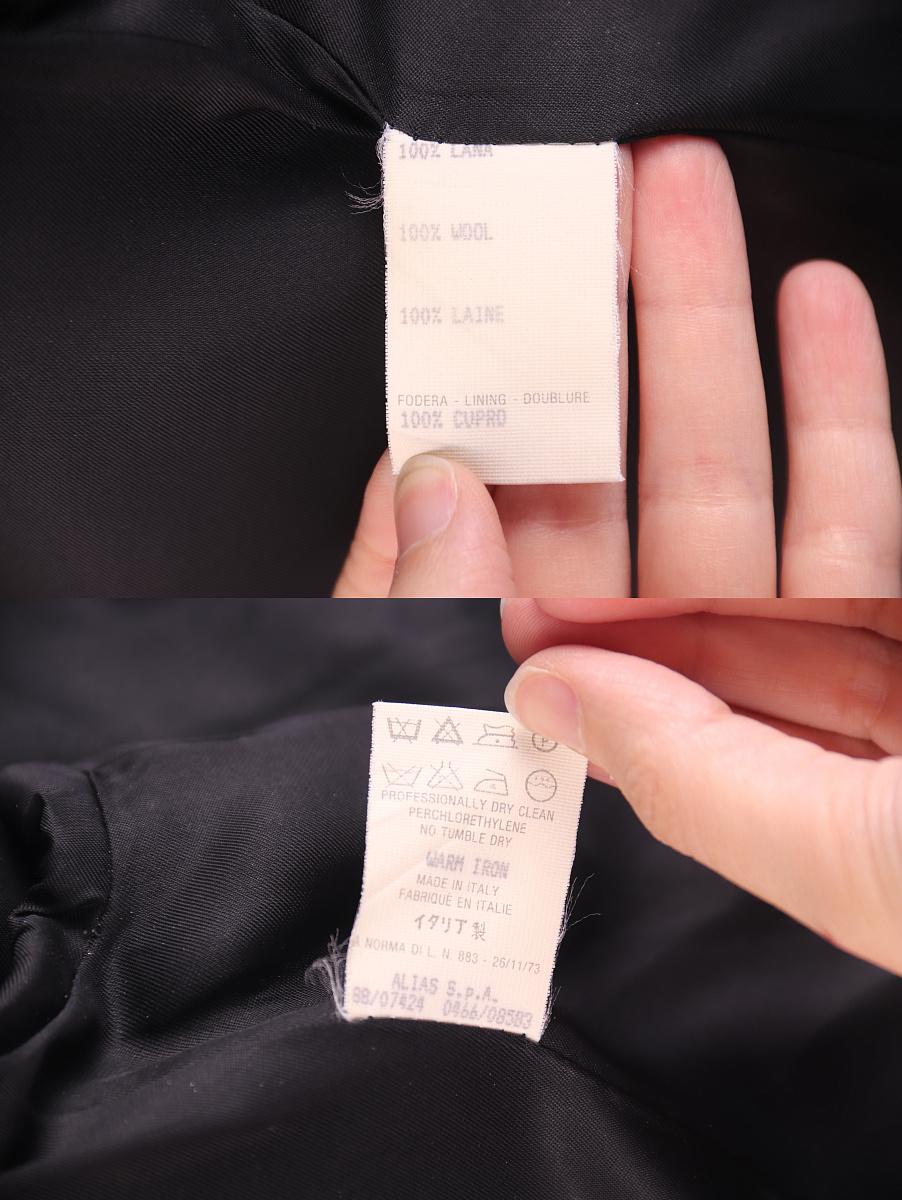 100% LANA
100% WOOL
100% LAINE
FODERA - LINING - DOUBLURE
100% CUPRO
P
PROFESSIONALLY DRY CLEAN
PERCHLORETHYLENE
NO TUMBLE DRY
WARM IRON
MADE IN ITALY
FABRIQUÉ EN ITALIE
イタリア製
A NORMA DI L. N. 883 - 26/11/73
ALIAS S.p.A.
88/07424 0466/08583